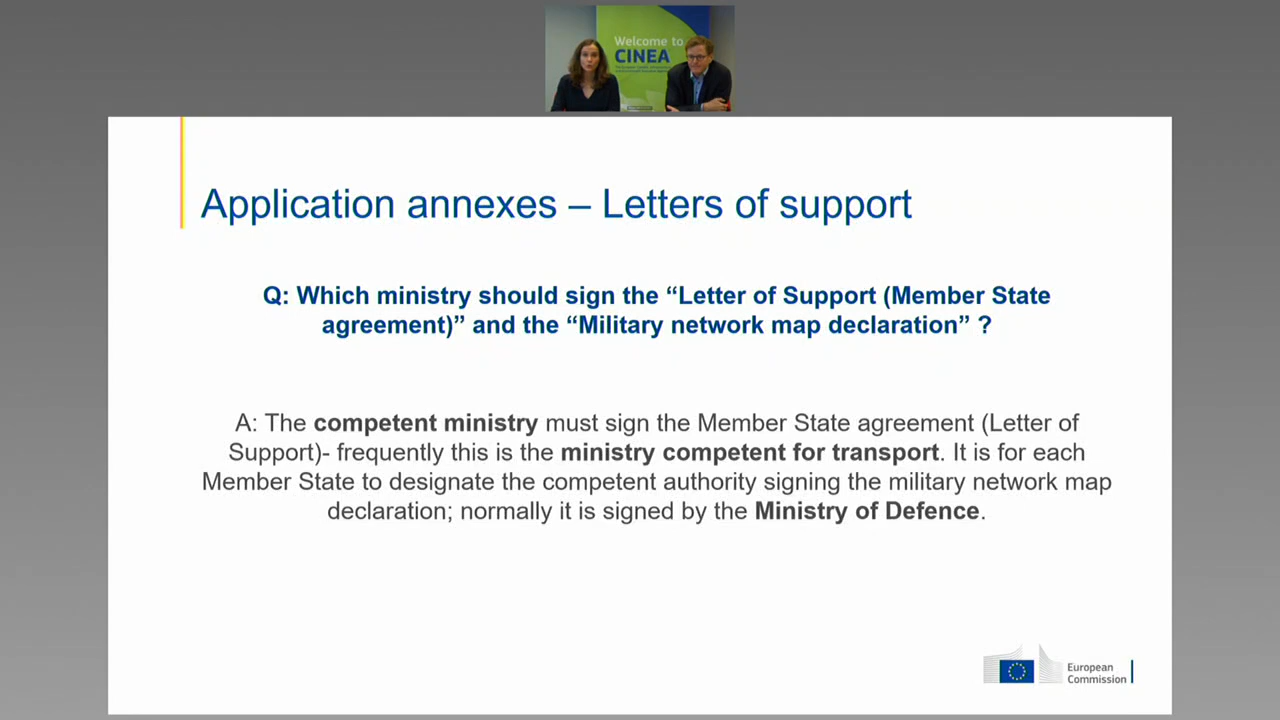 Welcome to
CINEA
Application annexes – Letters of support
Q: Which ministry should sign the “Letter of Support (Member State
agreement)” and the “Military network map declaration” ?
A: The competent ministry must sign the Member State agreement (Letter of
Support)- frequently this is the ministry competent for transport. It is for each
Member State to designate the competent authority signing the military network map
declaration; normally it is signed by the Ministry of Defence.
European
Commission